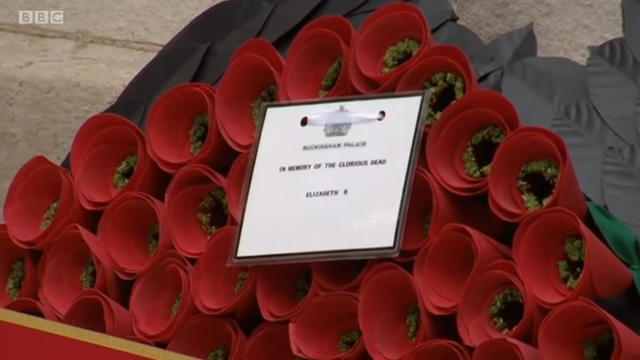 BBC
BUCKINGHAM PALACE
IN MEMORY OF THE GLORIOUS DEAD
ELIZABETH R